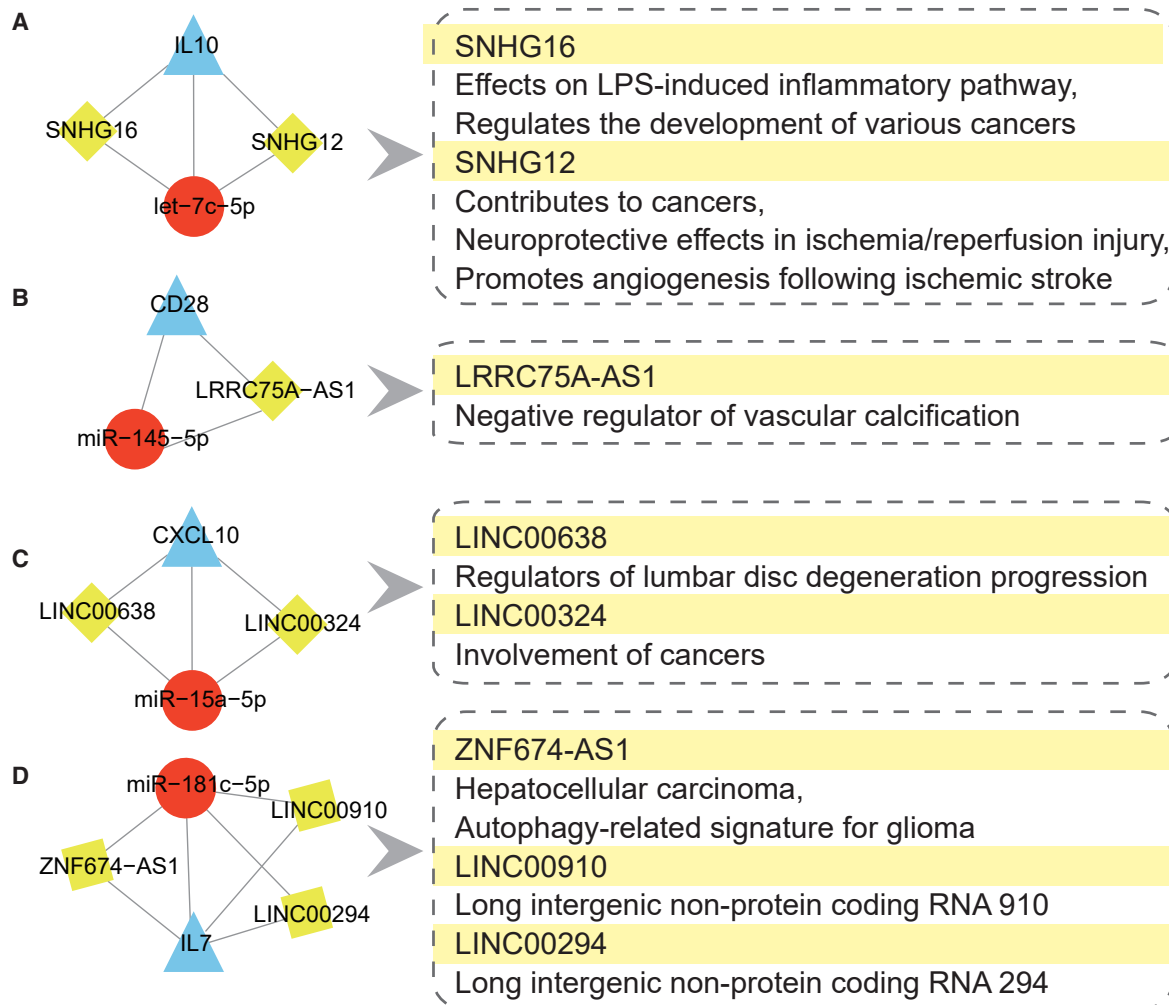 A
IL10
SNHG16
SNHG12
let−7c−5p
SNHG16
Effects on LPS-induced inflammatory pathway,
Regulates the development of various cancers
SNHG12
Contributes to cancers,
Neuroprotective effects in ischemia/reperfusion injury,
Promotes angiogenesis following ischemic stroke
B
CD28
LRRC75A−AS1
miR−145−5p
LRRC75A-AS1
Negative regulator of vascular calcification
C
CXCL10
LINC00638
LINC00324
miR−15a−5p
LINC00638
Regulators of lumbar disc degeneration progression
LINC00324
Involvement of cancers
D
miR−181c−5p
LINC00910
ZNF674−AS1
LINC00294
IL7
ZNF674-AS1
Hepatocellular carcinoma,
Autophagy-related signature for glioma
LINC00910
Long intergenic non-protein coding RNA 910
LINC00294
Long intergenic non-protein coding RNA 294